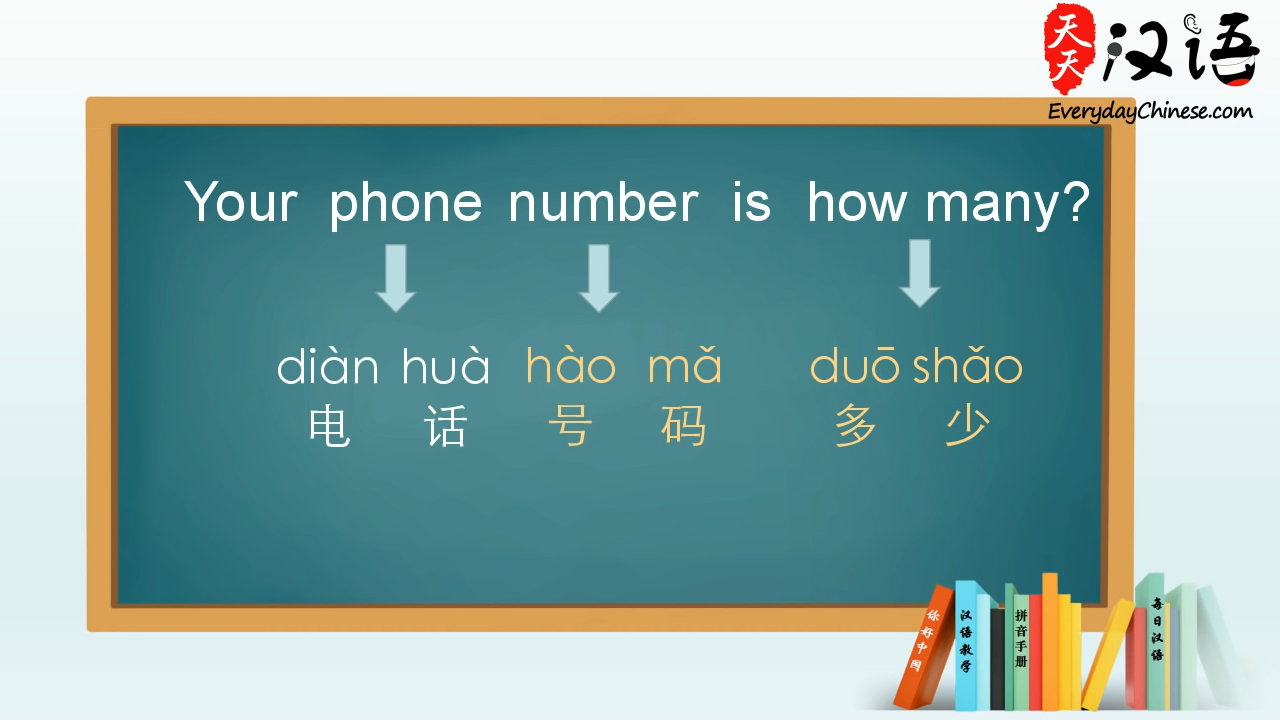 天天汉语
EverydayChinese.com
Your phone number is how many?
diàn huà hào mǎ duō shǎo
电 话 号 码 多 少
你好中国
汉语教学
拼音手册
每日汉语